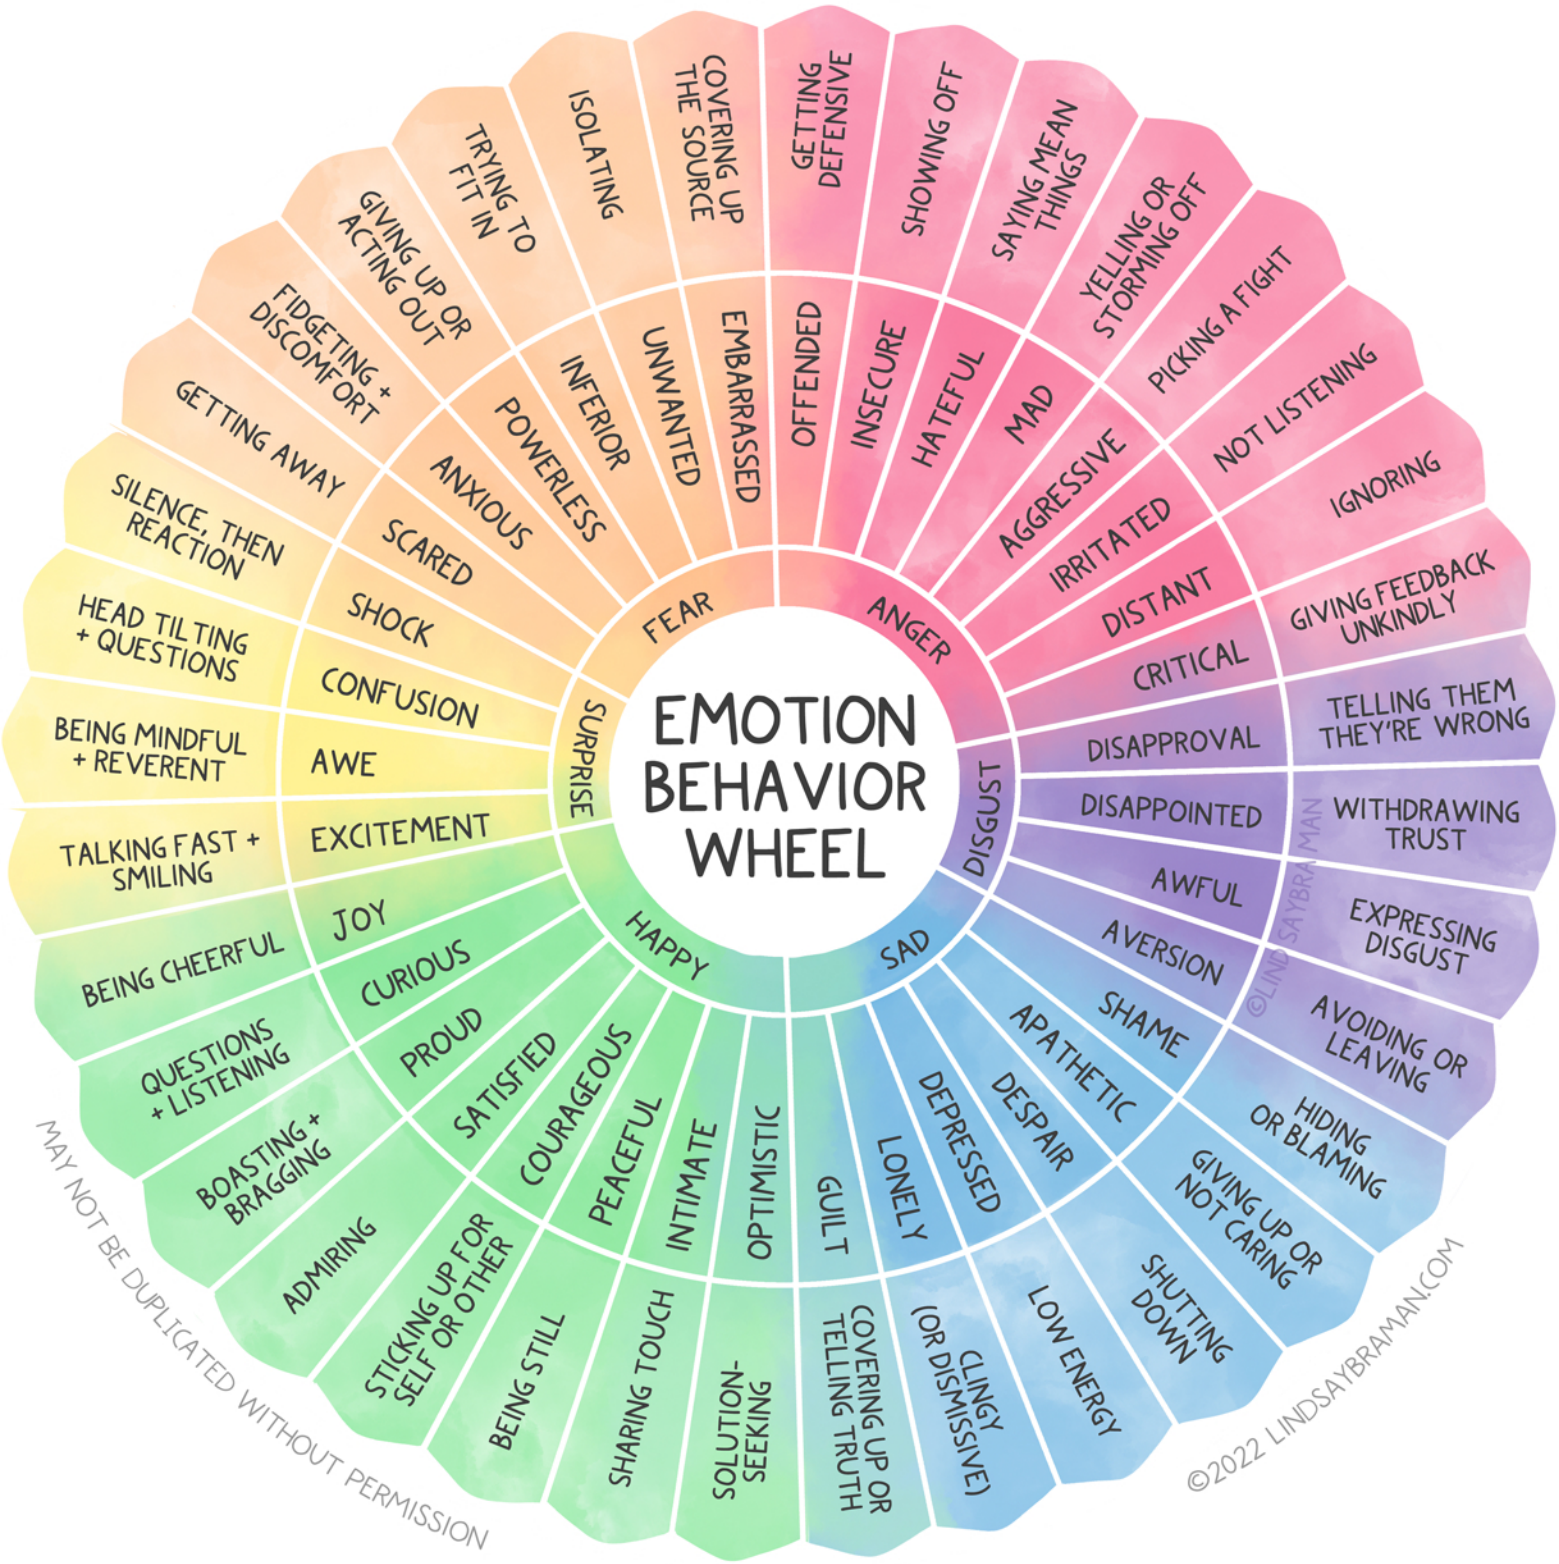 EMOTION
BEHAVIOR
WHEEL
FEAR
ANGER
DISGUST
SAD
HAPPY
SURPRISE
OFFENDED
INSECURE
HATEFUL
MAD
AGGRESSIVE
IRRITATED
DISTANT
CRITICAL
DISAPPROVAL
DISAPPOINTED
AWFUL
AVERSION
SHAME
APATHETIC
DESPAIR
DEPRESSED
LONELY
GUILT
OPTIMISTIC
INTIMATE
PEACEFUL
COURAGEOUS
SATISFIED
PROUD
CURIOUS
JOY
EXCITEMENT
AWE
CONFUSION
SHOCK
SCARED
ANXIOUS
POWERLESS
INFERIOR
UNWANTED
EMBARRASSED
GETTING
DEFENSIVE
SHOWING OFF
SAYING MEAN
THINGS
YELLING OR
STORMING OFF
PICKING A FIGHT
NOT LISTENING
IGNORING
GIVING FEEDBACK
UNKINDLY
TELLING THEM
THEY'RE WRONG
WITHDRAWING
TRUST
EXPRESSING
DISGUST
AVOIDING OR
LEAVING
HIDING
OR BLAMING
GIVING UP OR
NOT CARING
SHUTTING
DOWN
LOW ENERGY
CLINGY
(OR DISMISSIVE)
COVERING UP OR
TELLING TRUTH
SOLUTION-
SEEKING
SHARING TOUCH
BEING STILL
STICKING UP FOR
SELF OR OTHER
ADMIRING
BOASTING +
BRAGGING
QUESTIONS
+ LISTENING
BEING CHEERFUL
TALKING FAST +
SMILING
BEING MINDFUL
+ REVERENT
HEAD TILTING
+ QUESTIONS
SILENCE, THEN
REACTION
GETTING AWAY
FIDGETING +
DISCOMFORT
GIVING UP OR
ACTING OUT
TRYING TO
FIT IN
ISOLATING
COVERING UP
THE SOURCE
©LINDSAYBRAMAN
MAY NOT BE DUPLICATED WITHOUT PERMISSION
©2022 LINDSAYBRAMAN.COM